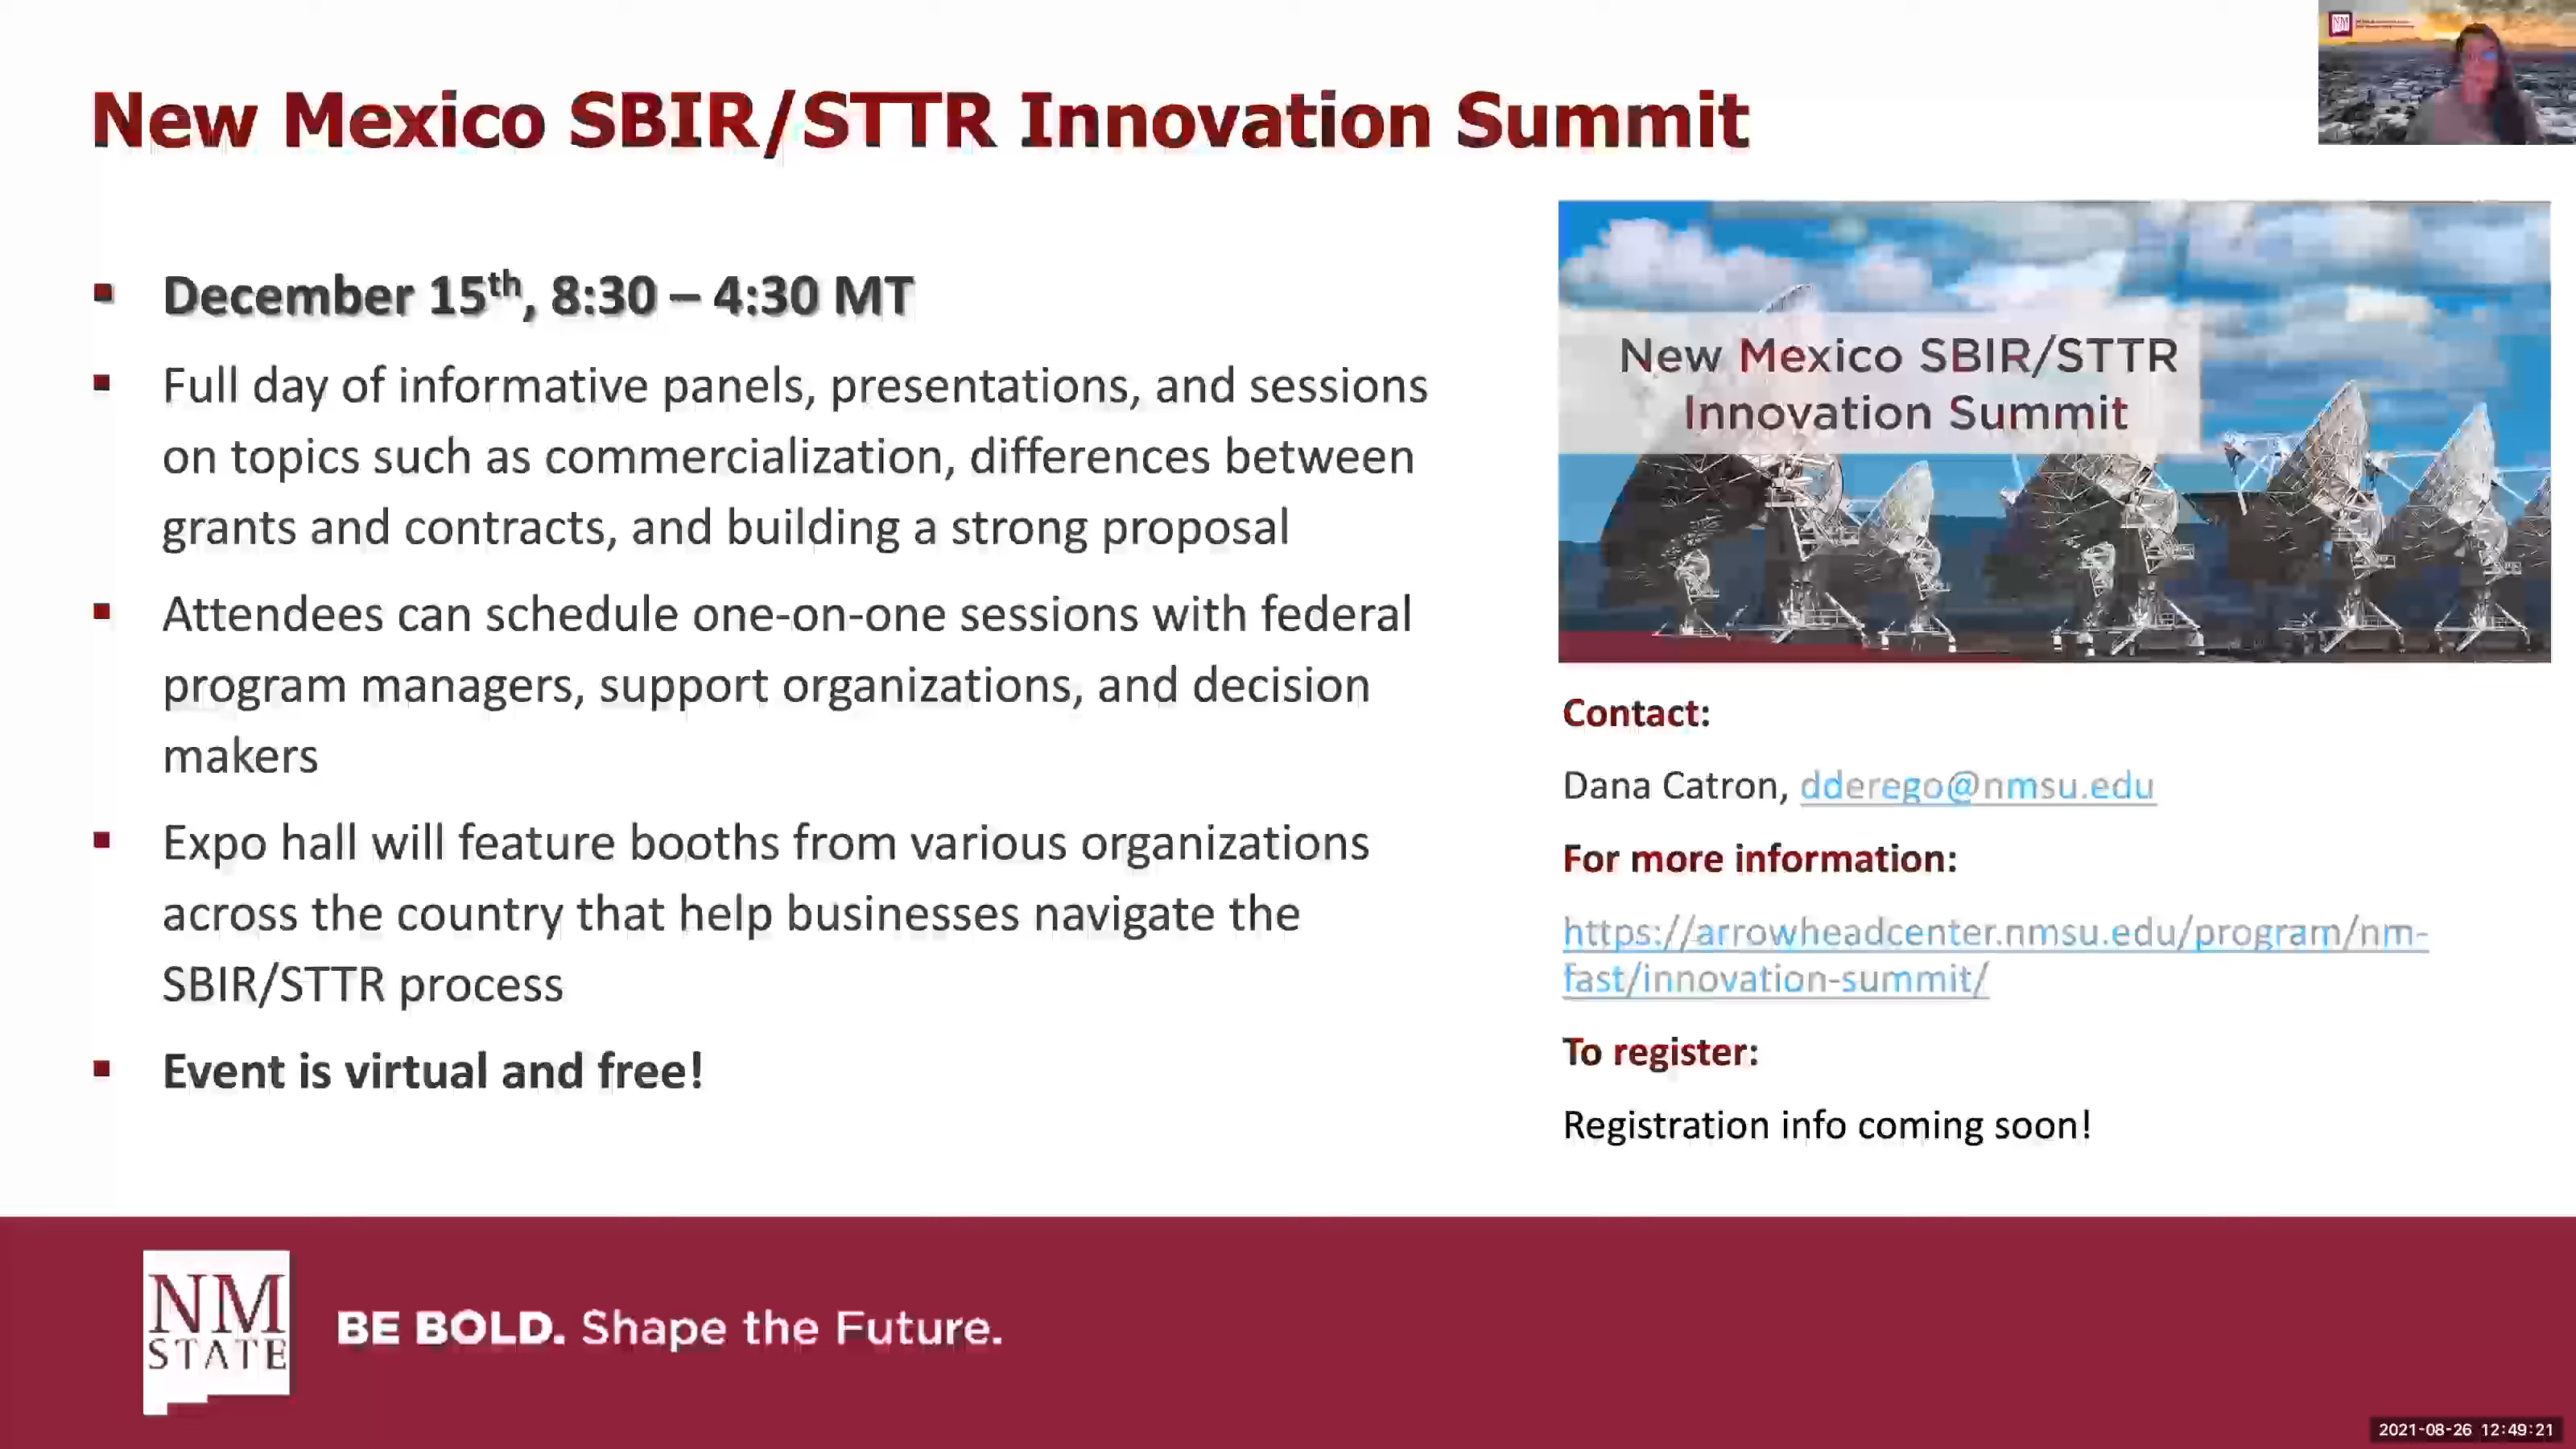 New Mexico SBIR/STTR Innovation Summit
December 15th, 8:30 – 4:30 MT
Full day of informative panels, presentations, and sessions
on topics such as commercialization, differences between
grants and contracts, and building a strong proposal
Attendees can schedule one-on-one sessions with federal
program managers, support organizations, and decision
makers
Expo hall will feature booths from various organizations
across the country that help businesses navigate the
SBIR/STTR process
Event is virtual and free!
New Mexico SBIR/STTR
Innovation Summit
Contact:
Dana Catron, dderego@nmsu.edu
For more information:
https://arrowheadcenter.nmsu.edu/program/nm-
fast/innovation-summit/
To register:
Registration info coming soon!
NM
STATE
BE BOLD. Shape the Future.
2021-08-26 12:49:21